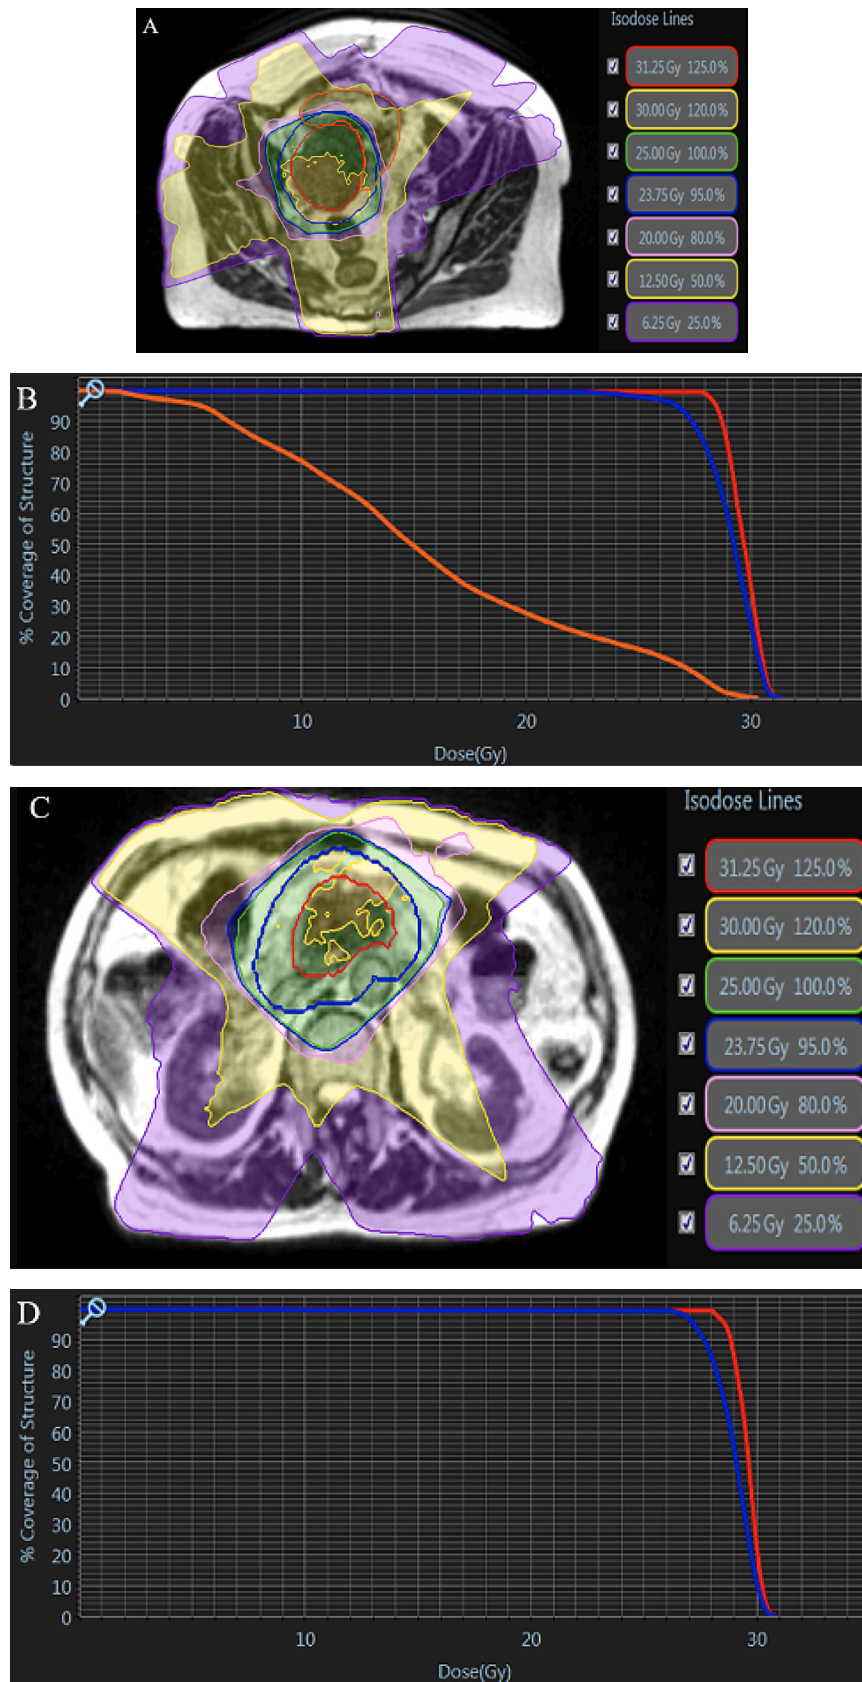 A
Isodose Lines
31.25 Gy 125.0%
30.00 Gy 120.0%
25.00 Gy 100.0%
23.75 Gy 95.0%
20.00 Gy 80.0%
12.50 Gy 50.0%
6.25 Gy 25.0%
B
% Coverage of Structure
90
80
70
60
50
40
30
20
10
0
10 20 30
Dose(Gy)
C
Isodose Lines
31.25 Gy 125.0%
30.00 Gy 120.0%
25.00 Gy 100.0%
23.75 Gy 95.0%
20.00 Gy 80.0%
12.50 Gy 50.0%
6.25 Gy 25.0%
D
% Coverage of Structure
90
80
70
60
50
40
30
20
10
0
10 20 30
Dose(Gy)